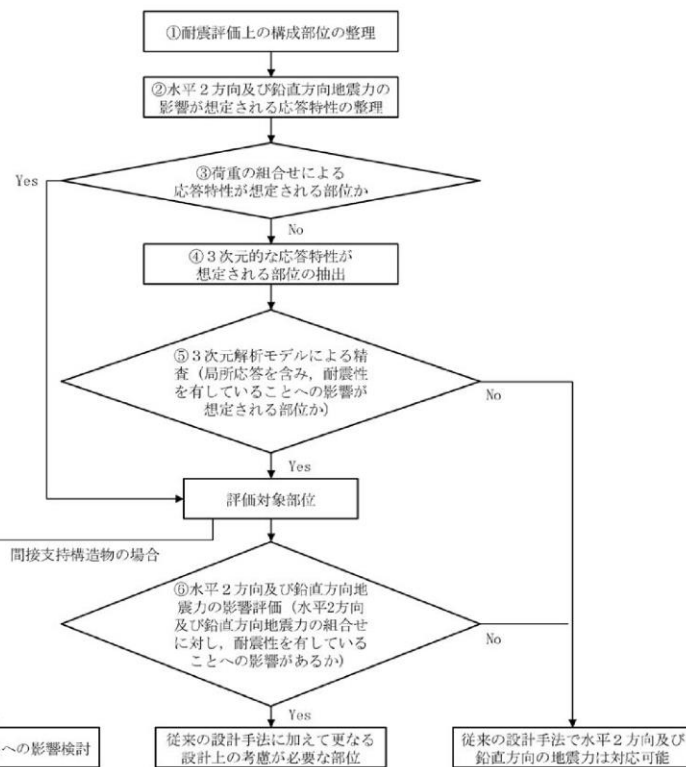 ①耐震評価上の構成部位の整理
②水平２方向及び鉛直方向地震力の
影響が想定される応答特性の整理
③荷重の組合せによる
応答特性が想定される部位か
Yes
No
④３次元的な応答特性が
想定される部位の抽出
⑤３次元解析モデルによる精
査（局所応答を含み，耐震性
を有していることへの影響が
想定される部位か）
No
Yes
評価対象部位
間接支持構造物の場合
⑥水平２方向及び鉛直方向地
震力の影響評価（水平2方向
及び鉛直方向地震力の組合せ
に対し，耐震性を有している
ことへの影響があるか）
No
Yes
への影響検討
従来の設計手法に加えて更なる
設計上の考慮が必要な部位
従来の設計手法で水平２方向及び
鉛直方向の地震力は対応可能